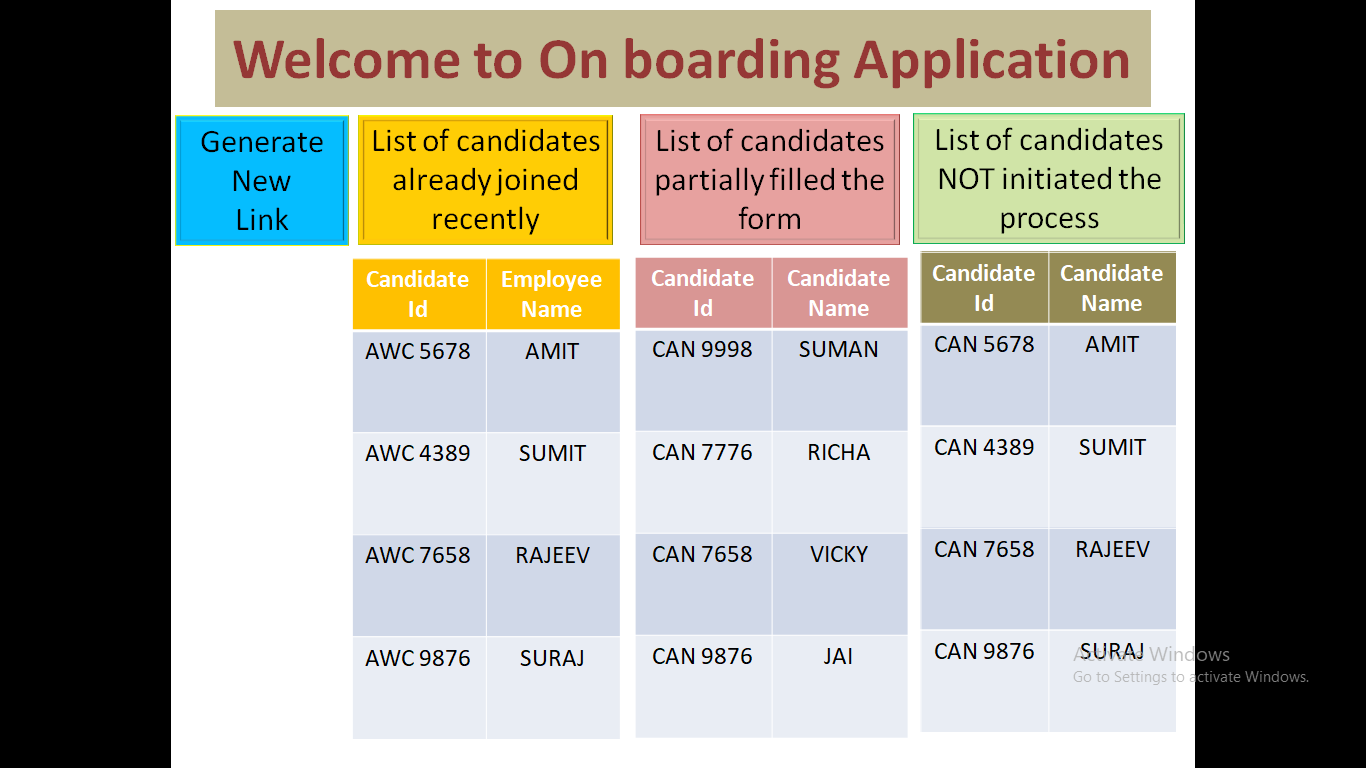 Welcome to On boarding Application
Generate
New
Link
List of candidates
already joined
recently
List of candidates
partially filled the
form
List of candidates
NOT initiated the
process
Candidate
Id
Employee
Name
AWC 5678 AMIT
AWC 4389 SUMIT
AWC 7658 RAJEEV
AWC 9876 SURAJ
Candidate
Id
Candidate
Name
CAN 9998 SUMAN
CAN 7776 RICHA
CAN 7658 VICKY
CAN 9876 JAI
Candidate
Id
Candidate
Name
CAN 5678 AMIT
CAN 4389 SUMIT
CAN 7658 RAJEEV
CAN 9876 SURAJ
Activate Windows
Go to Settings to activate Windows.